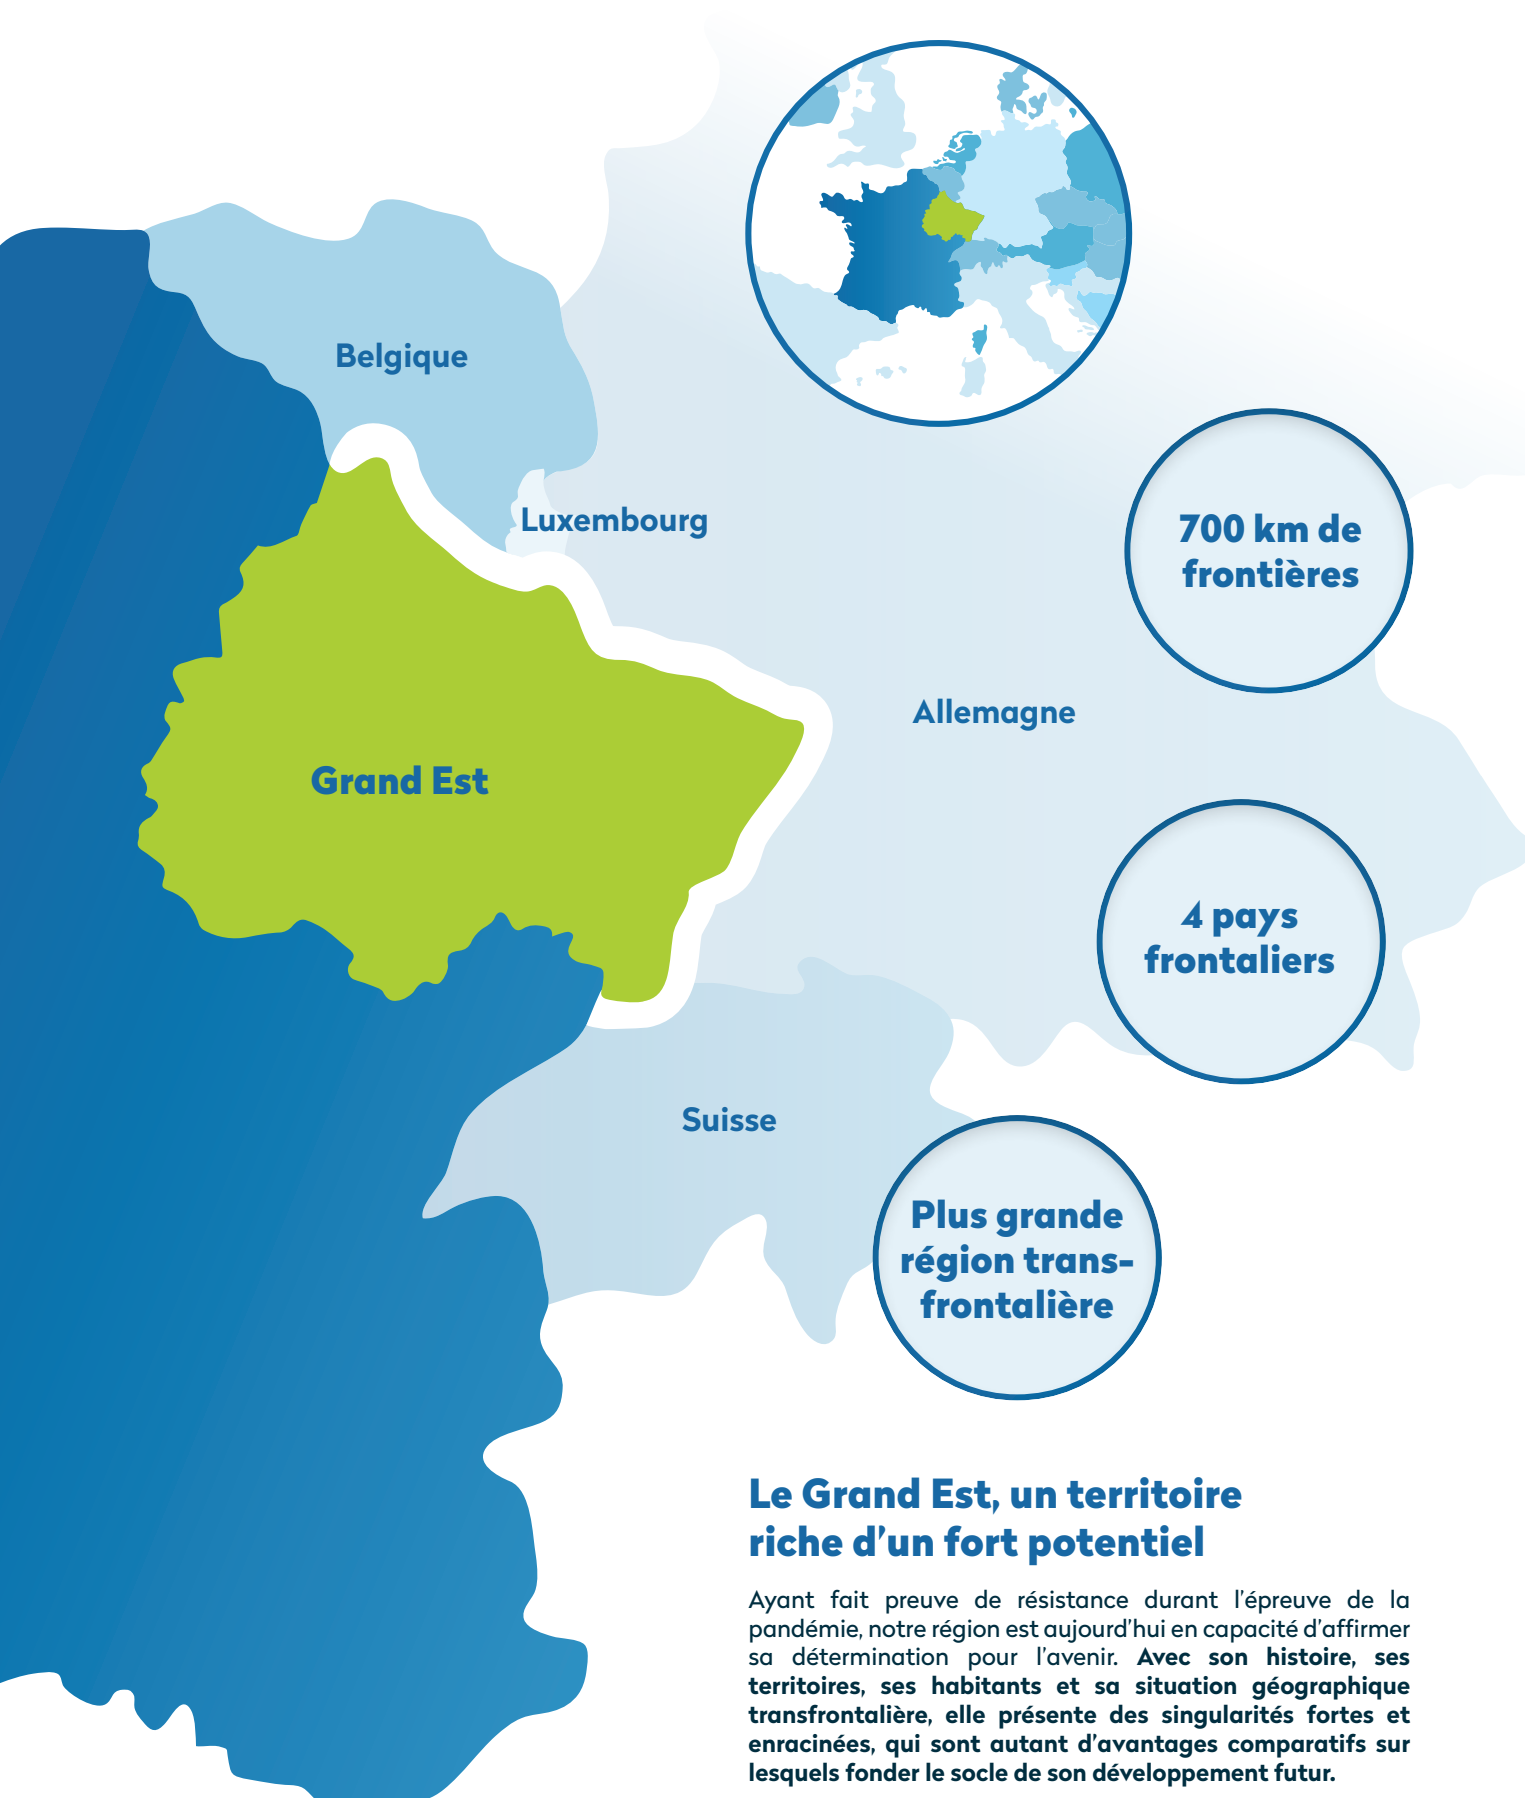 Belgique
Luxembourg
700 km de
frontières
Allemagne
Grand Est
4 pays
frontaliers
Suisse
Plus grande
région trans-
frontalière
Le Grand Est, un territoire
riche d'un fort potentiel
Ayant fait preuve de résistance durant l'épreuve de la
pandémie, notre région est aujourd'hui en capacité d'affirmer
sa détermination pour l'avenir. Avec son histoire, ses
territoires, ses habitants et sa situation géographique
transfrontalière, elle présente des singularités fortes et
enracinées, qui sont autant d'avantages comparatifs sur
lesquels fonder le socle de son développement futur.